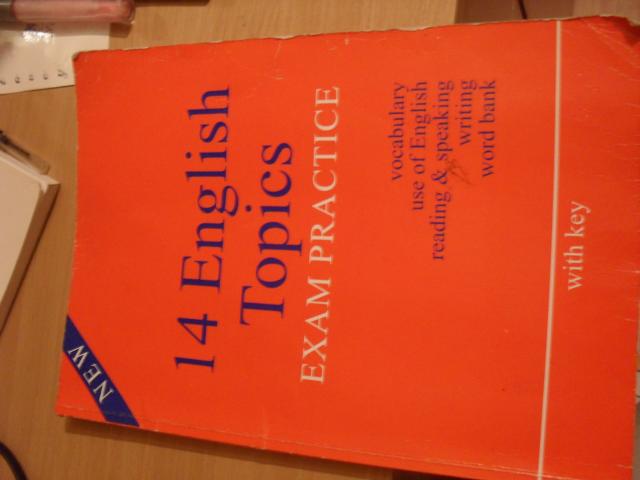 NEW
14 English
Topics
EXAM PRACTICE
vocabulary
use of English
reading & speaking
writing
word bank
with key